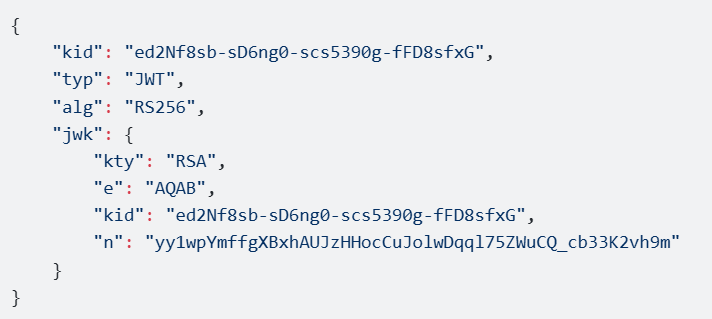 {
    "kid": "ed2Nf8sb-sD6ng0-scs5390g-fFD8sfxG",
    "typ": "JWT",
    "alg": "RS256",
    "jwk": {
        "kty": "RSA",
        "e": "AQAB",
        "kid": "ed2Nf8sb-sD6ng0-scs5390g-fFD8sfxG",
        "n": "yy1wpYmffgXBxhAUJzHHocCuJolwDqql75ZWuCQ_cb33K2vh9m"
    }
}